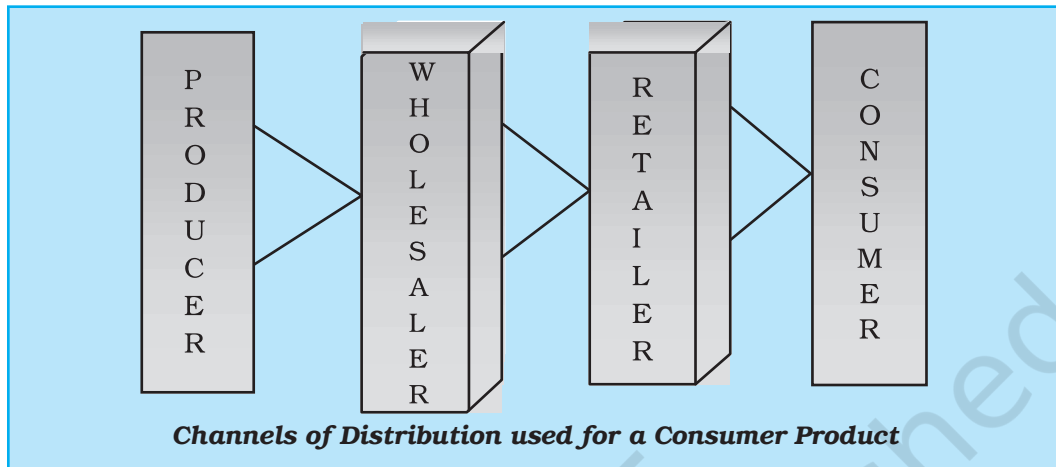 PRODUCER
WHOLESALER
RETAILER
CONSUMER
Channels of Distribution used for a Consumer Product